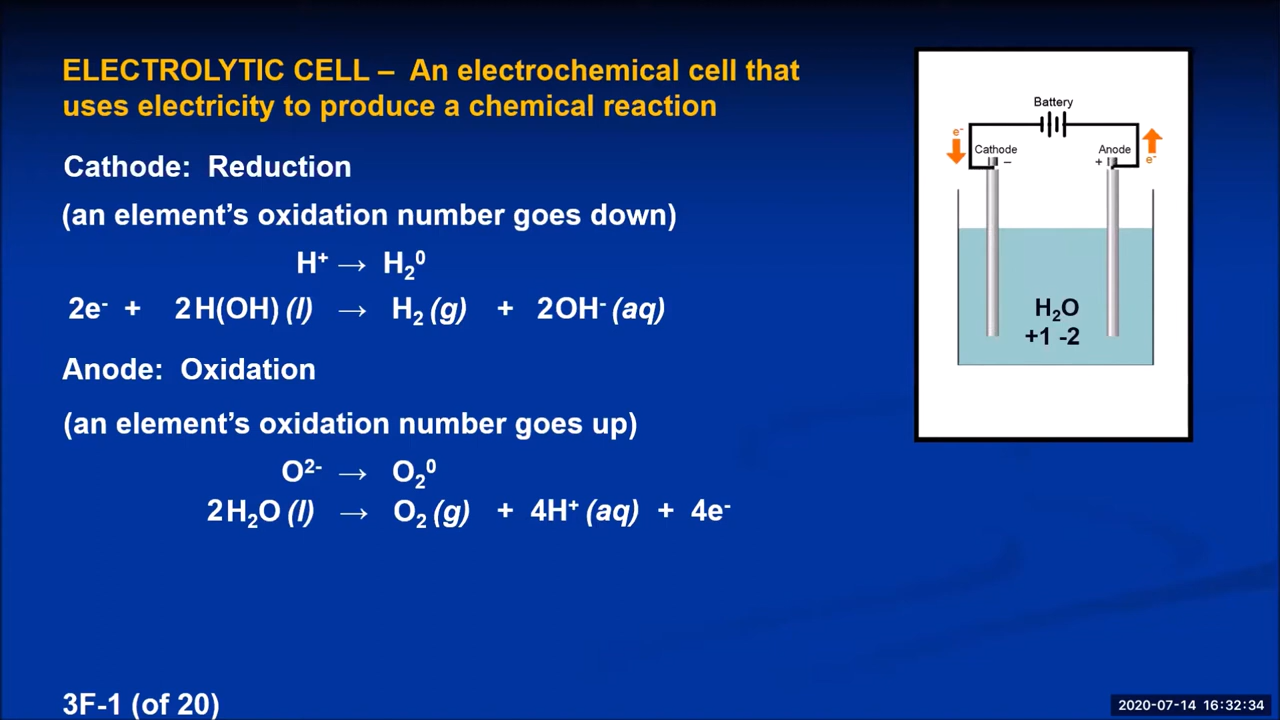 ELECTROLYTIC CELL – An electrochemical cell that
uses electricity to produce a chemical reaction
Cathode: Reduction
(an element’s oxidation number goes down)
H⁺ → H₂⁰
2e⁻ + 2H(OH) (l) → H₂ (g) + 2OH⁻ (aq)
Anode: Oxidation
(an element’s oxidation number goes up)
O²⁻ → O₂⁰
2H₂O (l) → O₂ (g) + 4H⁺ (aq) + 4e⁻
3F-1 (of 20)
Battery
e⁻
Cathode
–
Anode
+
e⁻
H₂O
+1 -2
2020-07-14 16:32:34